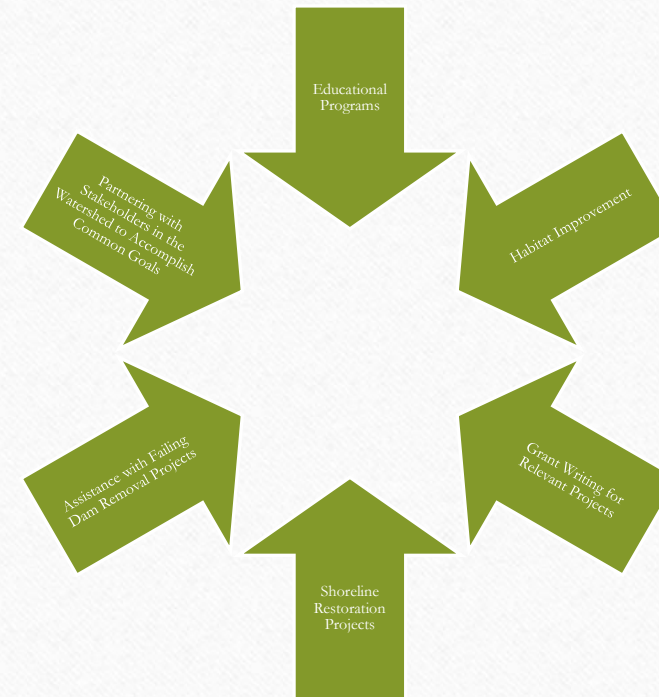 Educational
Programs
Habitat Improvement
Grant Writing for
Relevant Projects
Shoreline
Restoration
Projects
Assistance with Failing
Dam Removal Projects
Partnering with
Stakeholders in the
Watershed to Accomplish
Common Goals